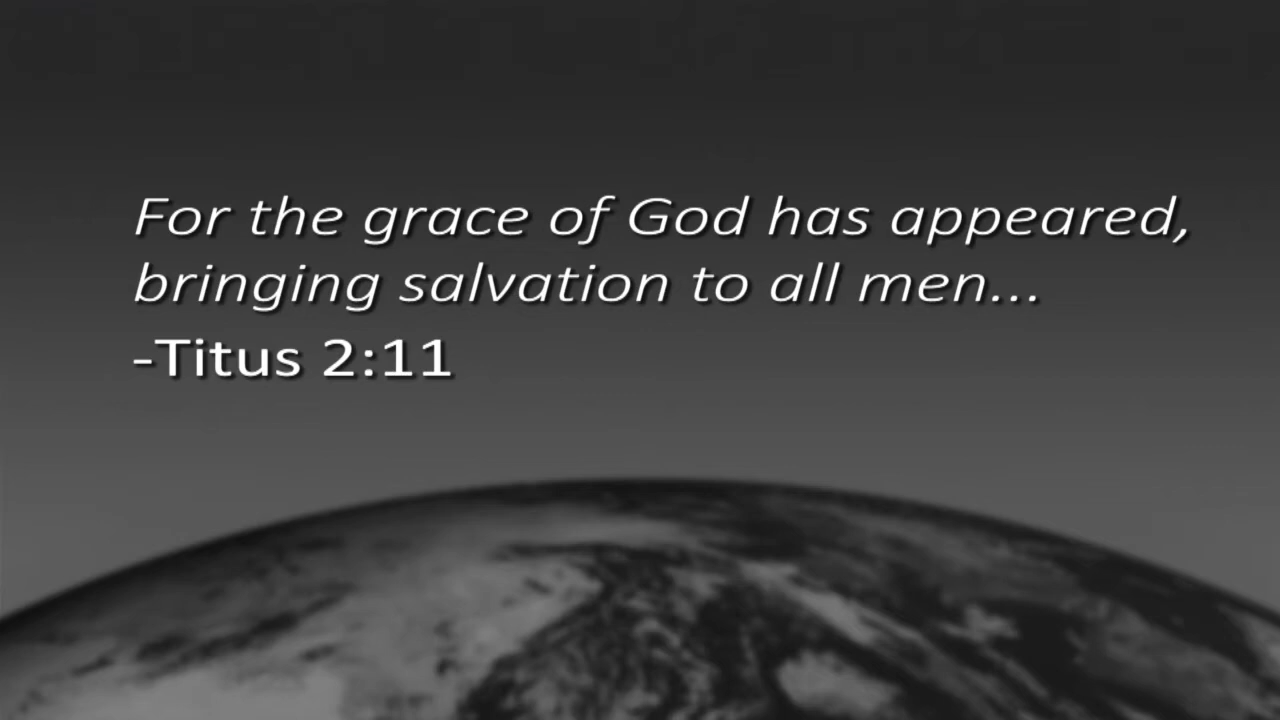 For the grace of God has appeared,
bringing salvation to all men...
-Titus 2:11